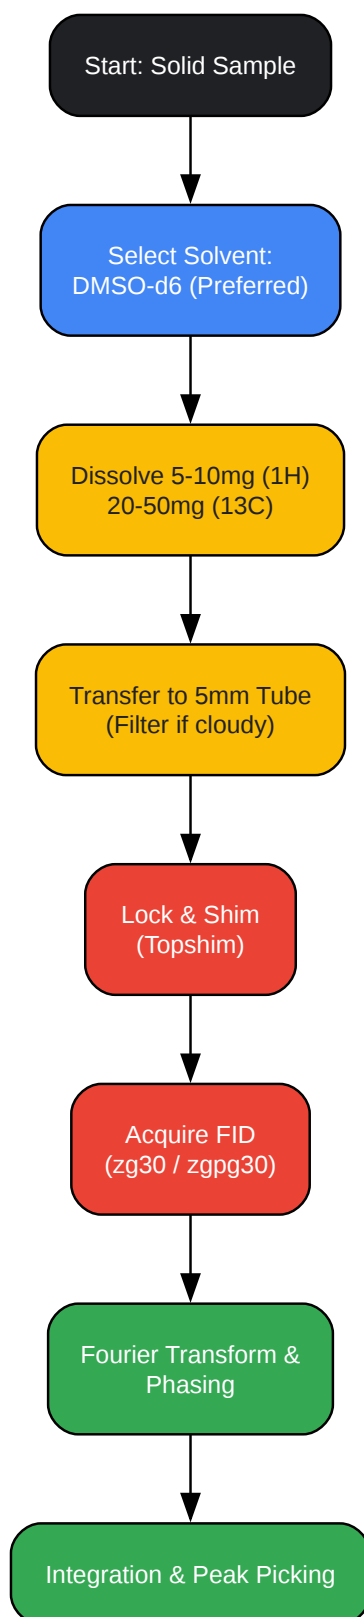 Start: Solid Sample
Select Solvent:
DMSO-d6 (Preferred)
Dissolve 5-10mg (1H)
20-50mg (13C)
Transfer to 5mm Tube
(Filter if cloudy)
Lock & Shim
(Topshim)
Acquire FID
(zg30 / zgpg30)
Fourier Transform &
Phasing
Integration & Peak Picking